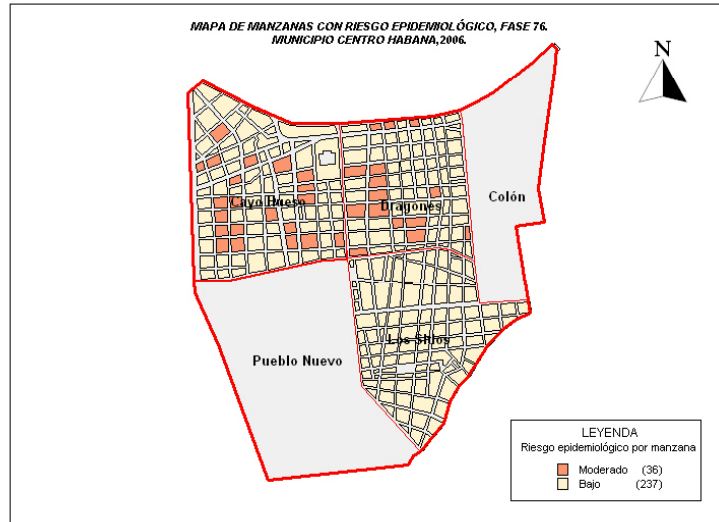 MAPA DE MANZANAS CON RIESGO EPIDEMIOLÓGICO, FASE 76.
MUNICIPIO CENTRO HABANA,2006.
N
Colón
Cayo Hueso
Dragones
Los Sitios
Pueblo Nuevo
LEYENDA
Riesgo epidemiológico por manzana
Moderado (36)
Bajo (237)